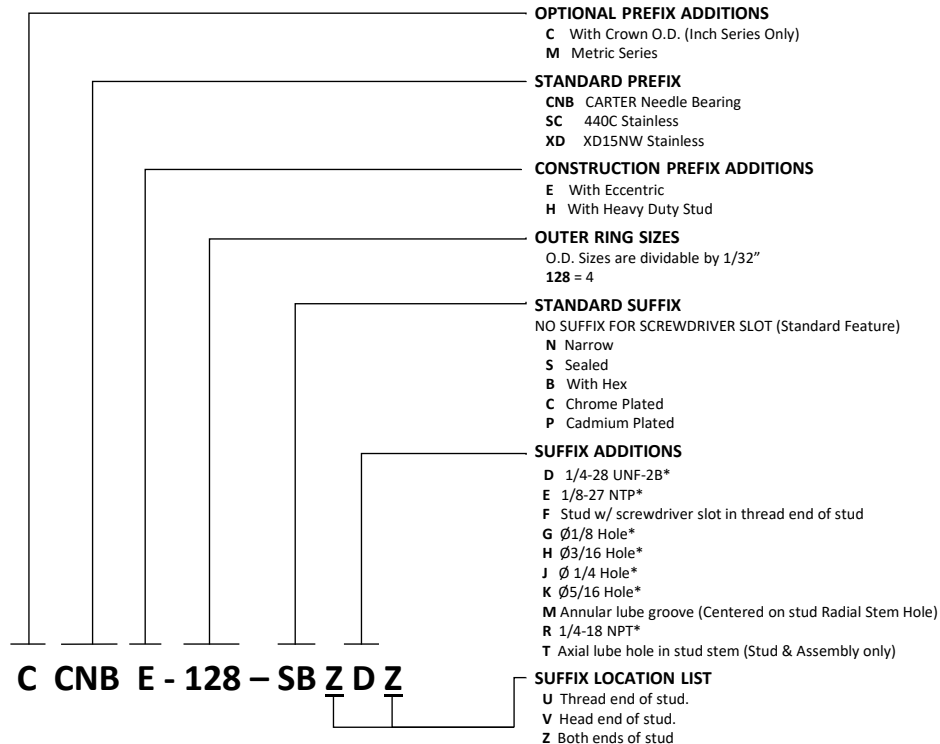 OPTIONAL PREFIX ADDITIONS
C With Crown O.D. (Inch Series Only)
M Metric Series
STANDARD PREFIX
CNB CARTER Needle Bearing
SC 440C Stainless
XD XD15NW Stainless
CONSTRUCTION PREFIX ADDITIONS
E With Eccentric
H With Heavy Duty Stud
OUTER RING SIZES
O.D. Sizes are dividable by 1/32”
128 = 4
STANDARD SUFFIX
NO SUFFIX FOR SCREWDRIVER SLOT (Standard Feature)
N Narrow
S Sealed
B With Hex
C Chrome Plated
P Cadmium Plated
SUFFIX ADDITIONS
D 1/4-28 UNF-2B*
E 1/8-27 NTP*
F Stud w/ screwdriver slot in thread end of stud
G Ø1/8 Hole*
H Ø3/16 Hole*
J Ø 1/4 Hole*
K Ø5/16 Hole*
M Annular lube groove (Centered on stud Radial Stem Hole)
R 1/4-18 NPT*
T Axial lube hole in stud stem (Stud & Assembly only)
C CNB E - 128 – SB Z D Z
SUFFIX LOCATION LIST
U Thread end of stud.
V Head end of stud.
Z Both ends of stud